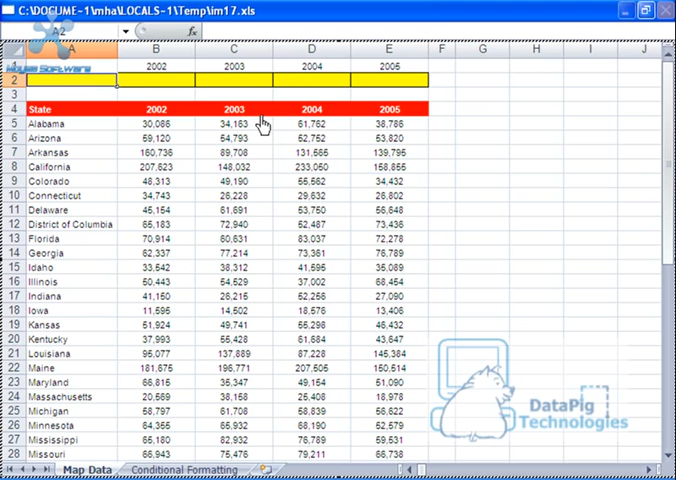 C:\DOCUME~1\mha\LOCALS~1\Temp\im17.xls
A2 fx
A B C D E F G H I J
1 2002 2003 2004 2005
2
3
4 State 2002 2003 2004 2005
5 Alabama 30,086 34,163 61,762 38,786
6 Arizona 59,120 54,793 52,752 53,820
7 Arkansas 160,736 89,708 131,565 139,795
8 California 207,623 148,032 233,050 158,855
9 Colorado 48,313 49,190 55,562 34,432
10 Connecticut 34,743 26,228 29,632 26,802
11 Delaware 45,154 61,691 53,750 56,648
12 District of Columbia 65,183 72,940 52,487 73,436
13 Florida 70,914 60,631 83,037 72,278
14 Georgia 62,337 77,214 73,361 76,789
15 Idaho 33,542 38,312 41,595 35,089
16 Illinois 50,443 54,529 37,002 68,454
17 Indiana 41,150 26,215 52,256 27,090
18 Iowa 11,595 14,502 18,576 13,406
19 Kansas 51,924 49,741 55,298 46,432
20 Kentucky 37,993 55,428 61,684 43,647
21 Louisiana 95,077 137,889 87,228 145,384
22 Maine 181,675 196,771 207,505 150,514
23 Maryland 66,815 35,347 49,154 51,090
24 Massachusetts 20,569 38,158 25,408 18,978
25 Michigan 58,797 61,708 58,839 56,622
26 Minnesota 64,355 65,932 68,190 52,579
27 Mississippi 65,180 82,932 76,789 59,531
28 Missouri 66,943 75,476 79,211 66,738
DataPig
Technologies
Map Data Conditional Formatting